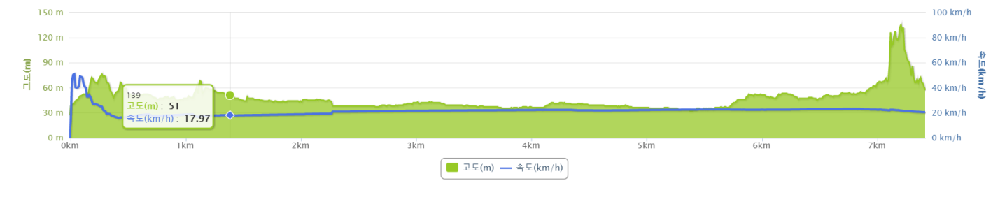 150 m
120 m
90 m
60 m
30 m
0 m
고도(m)
100 km/h
80 km/h
60 km/h
40 km/h
20 km/h
0 km/h
속도(km/h)
139
고도(m) : 51
속도(km/h) : 17.97
0km 1km 2km 3km 4km 5km 6km 7km
고도(m) 속도(km/h)